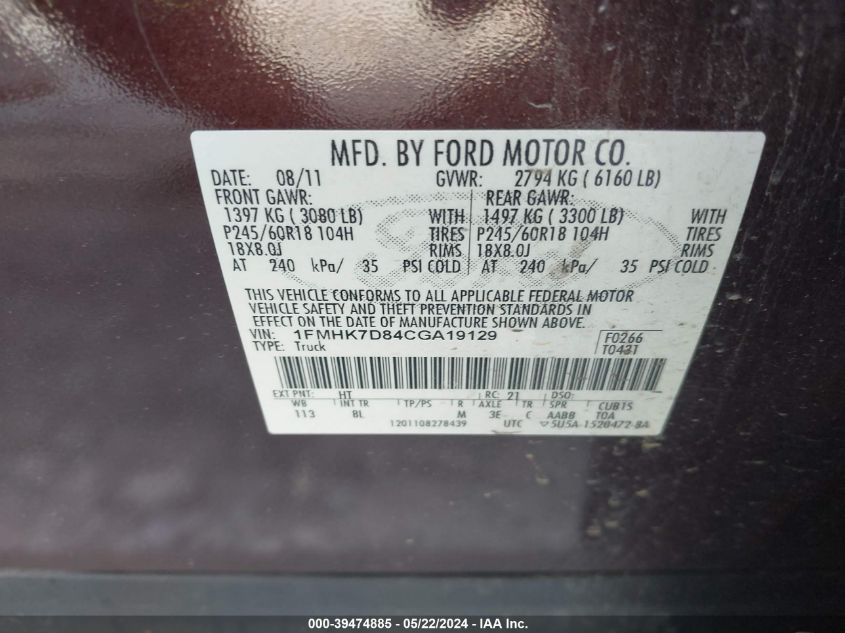 MFD. BY FORD MOTOR CO.
DATE: 08/11 GVWR: 2794 KG ( 6160 LB)
FRONT GAWR: REAR GAWR:
1397 KG ( 3080 LB) WITH 1497 KG ( 3300 LB) WITH
P245/60R18 104H TIRES P245/60R18 104H TIRES
18X8.0J RIMS 18X8.0J RIMS
AT 240 kPa/ 35 PSI COLD AT 240 kPa/ 35 PSI COLD
THIS VEHICLE CONFORMS TO ALL APPLICABLE FEDERAL MOTOR
VEHICLE SAFETY AND THEFT PREVENTION STANDARDS IN
EFFECT ON THE DATE OF MANUFACTURE SHOWN ABOVE.
VIN: 1FMHK7D84CGA19129 F0266
TYPE: Truck T0431
EXT PNT: HT RC: 21 DSO:
WB INT TR TP/PS R AXLE TR SPR CUB1S
113 BL M 3E C AABB TOA
1201108278439 UTC ▽5U5A-1520472-BA
000-39474885 - 05/22/2024 - IAA Inc.